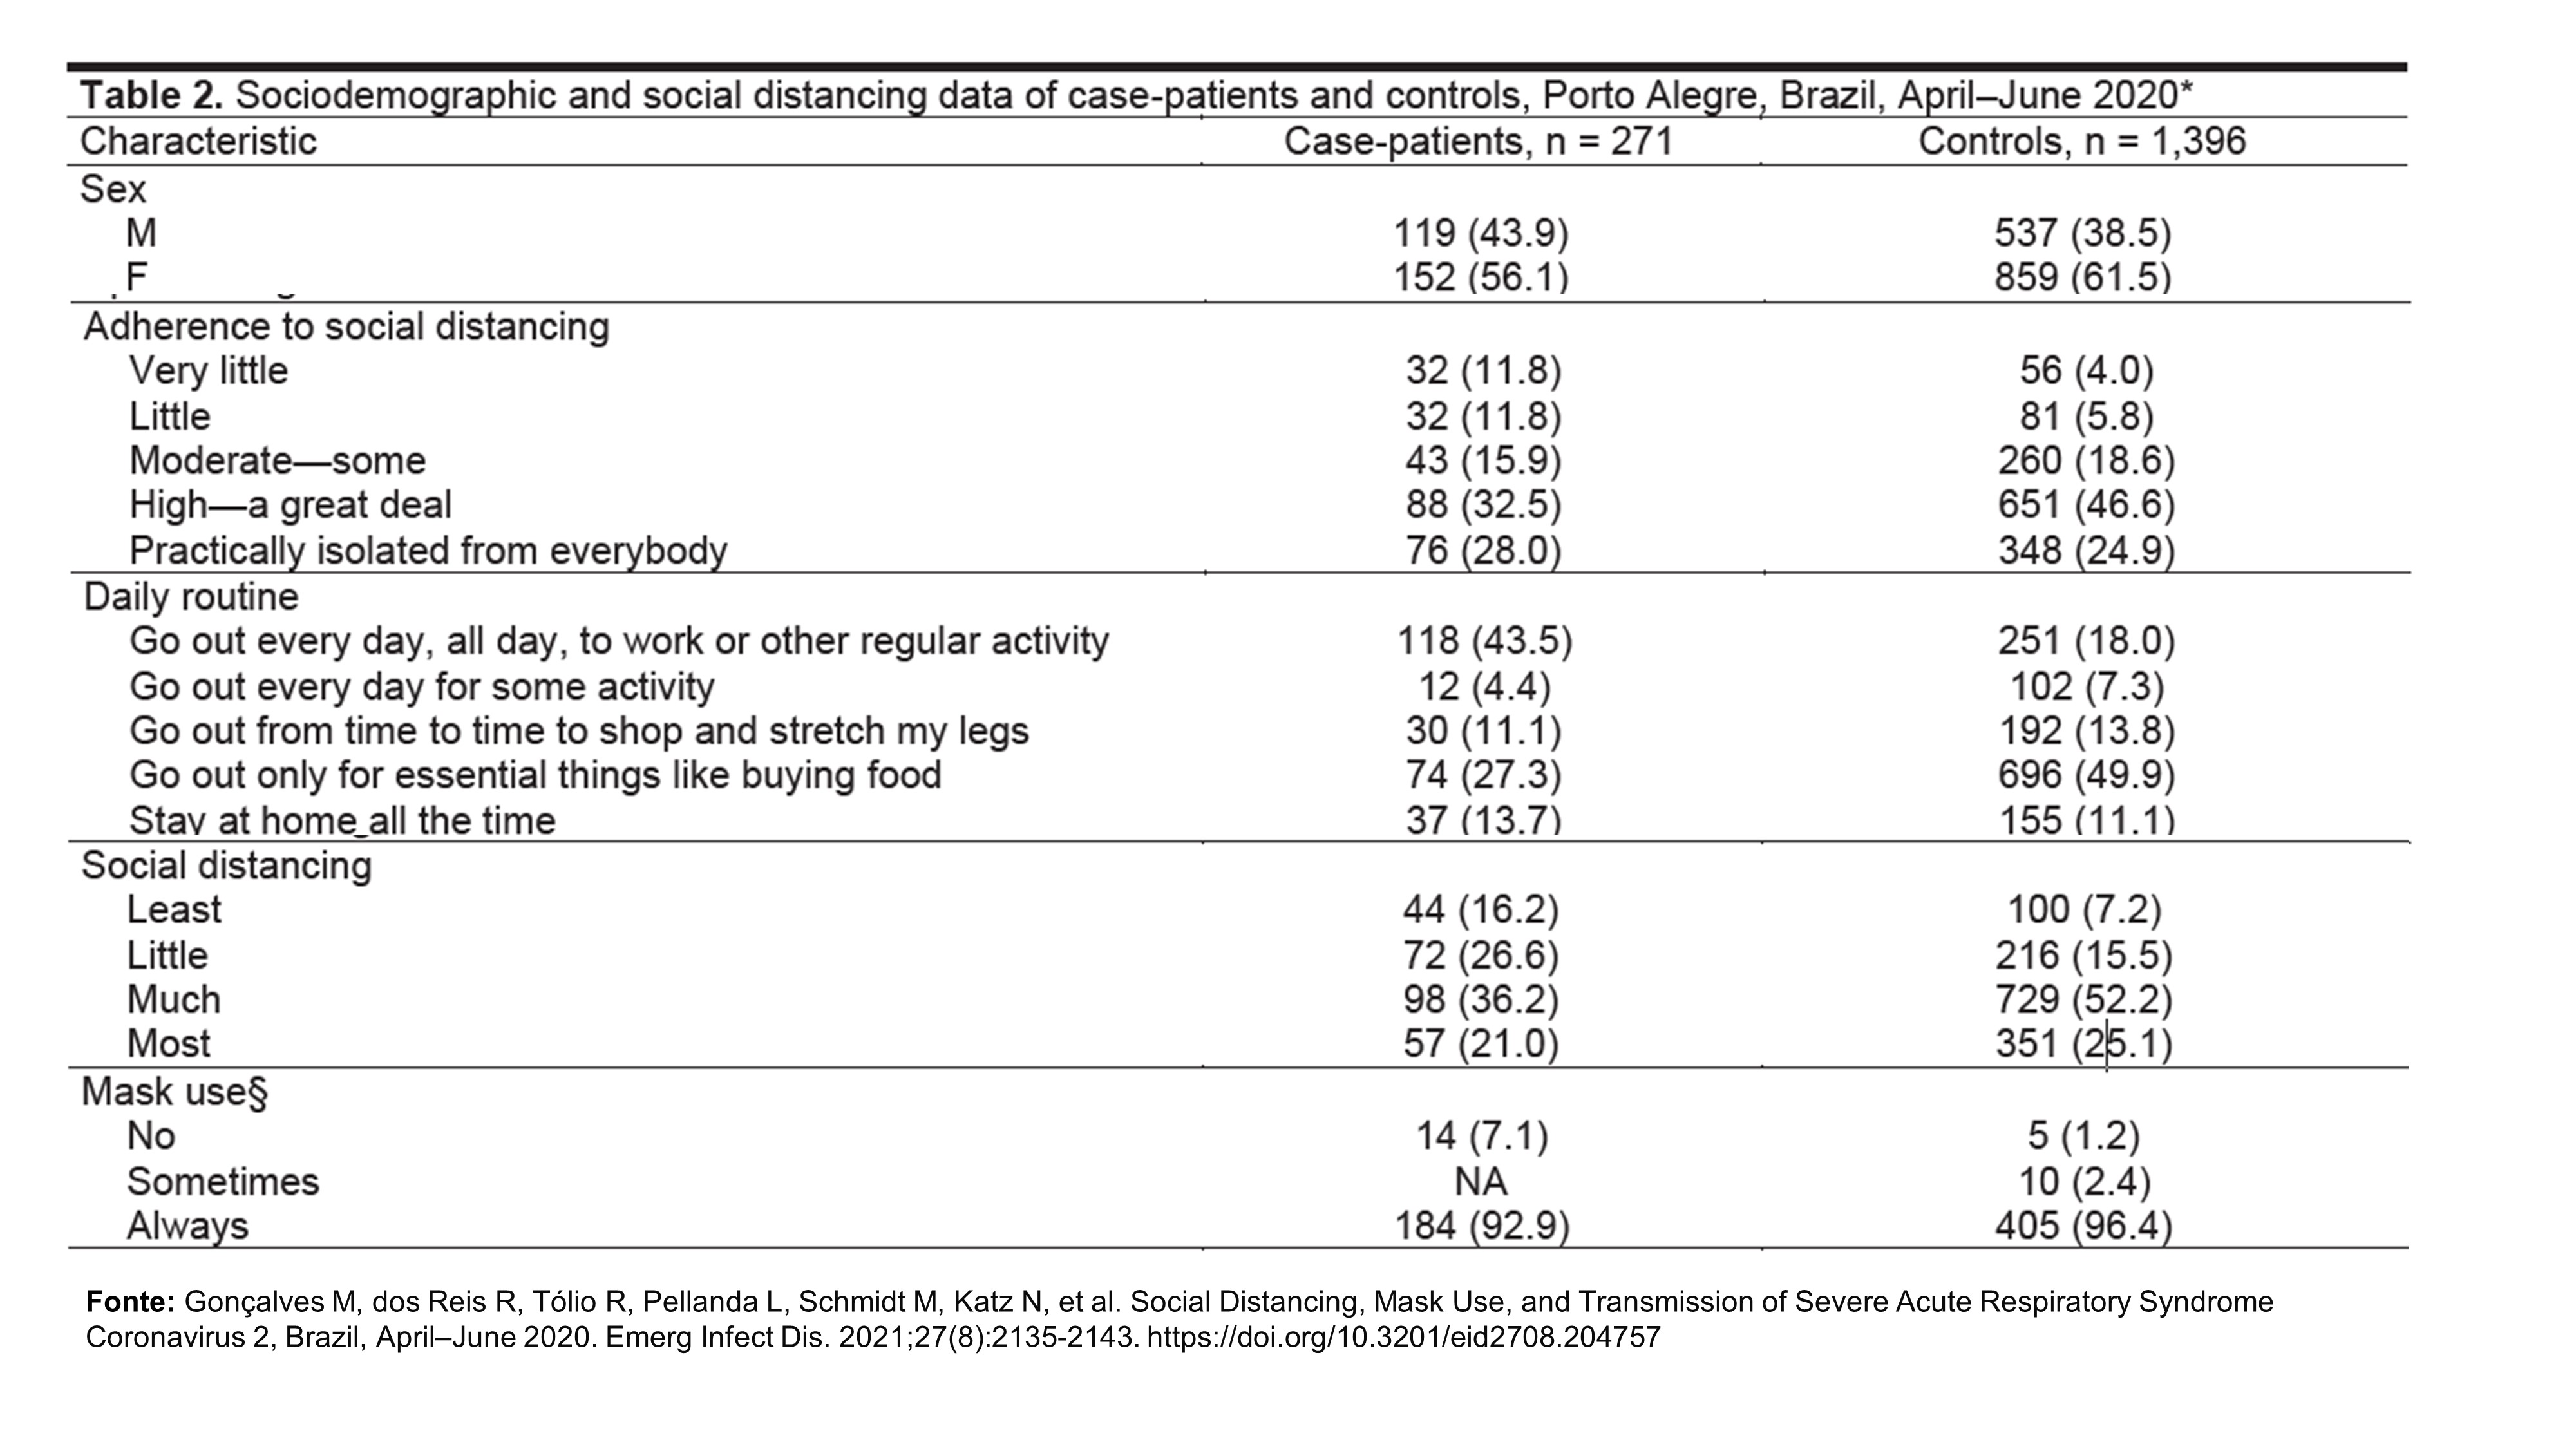 Table 2. Sociodemographic and social distancing data of case-patients and controls, Porto Alegre, Brazil, April–June 2020*
Characteristic Case-patients, n = 271 Controls, n = 1,396
Sex
M 119 (43.9) 537 (38.5)
F 152 (56.1) 859 (61.5)
Adherence to social distancing
Very little 32 (11.8) 56 (4.0)
Little 32 (11.8) 81 (5.8)
Moderate—some 43 (15.9) 260 (18.6)
High—a great deal 88 (32.5) 651 (46.6)
Practically isolated from everybody 76 (28.0) 348 (24.9)
Daily routine
Go out every day, all day, to work or other regular activity 118 (43.5) 251 (18.0)
Go out every day for some activity 12 (4.4) 102 (7.3)
Go out from time to time to shop and stretch my legs 30 (11.1) 192 (13.8)
Go out only for essential things like buying food 74 (27.3) 696 (49.9)
Stay at home all the time 37 (13.7) 155 (11.1)
Social distancing
Least 44 (16.2) 100 (7.2)
Little 72 (26.6) 216 (15.5)
Much 98 (36.2) 729 (52.2)
Most 57 (21.0) 351 (25.1)
Mask use§
No 14 (7.1) 5 (1.2)
Sometimes NA 10 (2.4)
Always 184 (92.9) 405 (96.4)
Fonte: Gonçalves M, dos Reis R, Tólio R, Pellanda L, Schmidt M, Katz N, et al. Social Distancing, Mask Use, and Transmission of Severe Acute Respiratory Syndrome
Coronavirus 2, Brazil, April–June 2020. Emerg Infect Dis. 2021;27(8):2135-2143. https://doi.org/10.3201/eid2708.204757